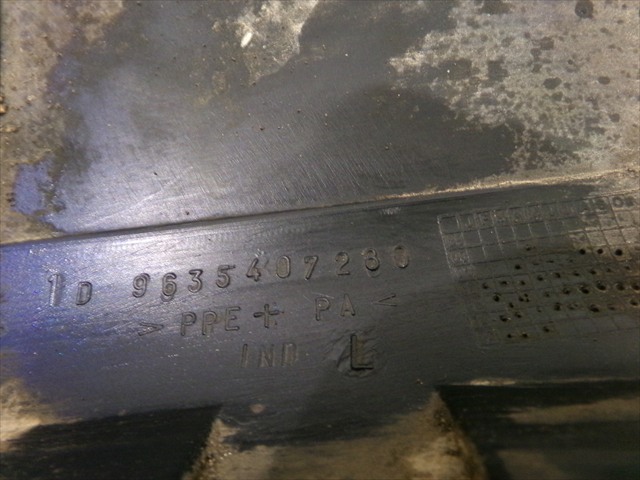 1D 9635407280
> PPE + PA <
IND L